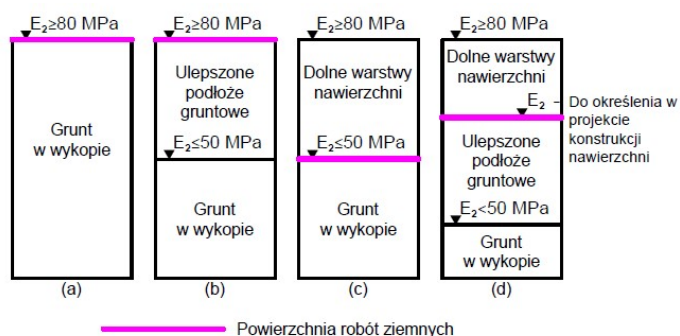 E₂≥80 MPa
Grunt
w wykopie
(a)
E₂≥80 MPa
Ulepszone
podłoże
gruntowe
E₂≤50 MPa
Grunt
w wykopie
(b)
E₂≥80 MPa
Dolne warstwy
nawierzchni
E₂≤50 MPa
Grunt
w wykopie
(c)
E₂≥80 MPa
Dolne warstwy
nawierzchni
E₂ - Do określenia w
projekcie
konstrukcji
nawierzchni
Ulepszone
podłoże
gruntowe
E₂<50 MPa
Grunt
w wykopie
(d)
Powierzchnia robót ziemnych